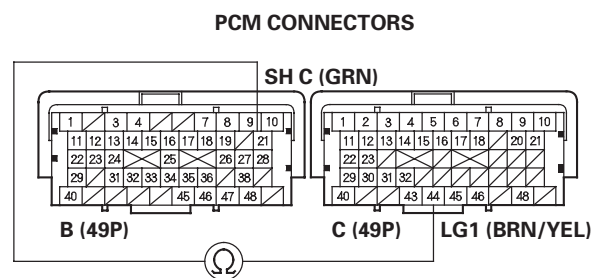 PCM CONNECTORS
SH C (GRN)
1 3 4 7 8 9 10
11 12 13 14 15 16 17 18 19 21
22 23 24 25 26 27 28
29 31 32 33 34 35 36 38
40 45 46 47 48
1 2 3 4 5 6 7 8 9 10
11 12 13 14 15 16 17 18 20 21
22 23
29 30 31 32
40 43 44 45 46 48
B (49P)
C (49P)
LG1 (BRN/YEL)
Ω